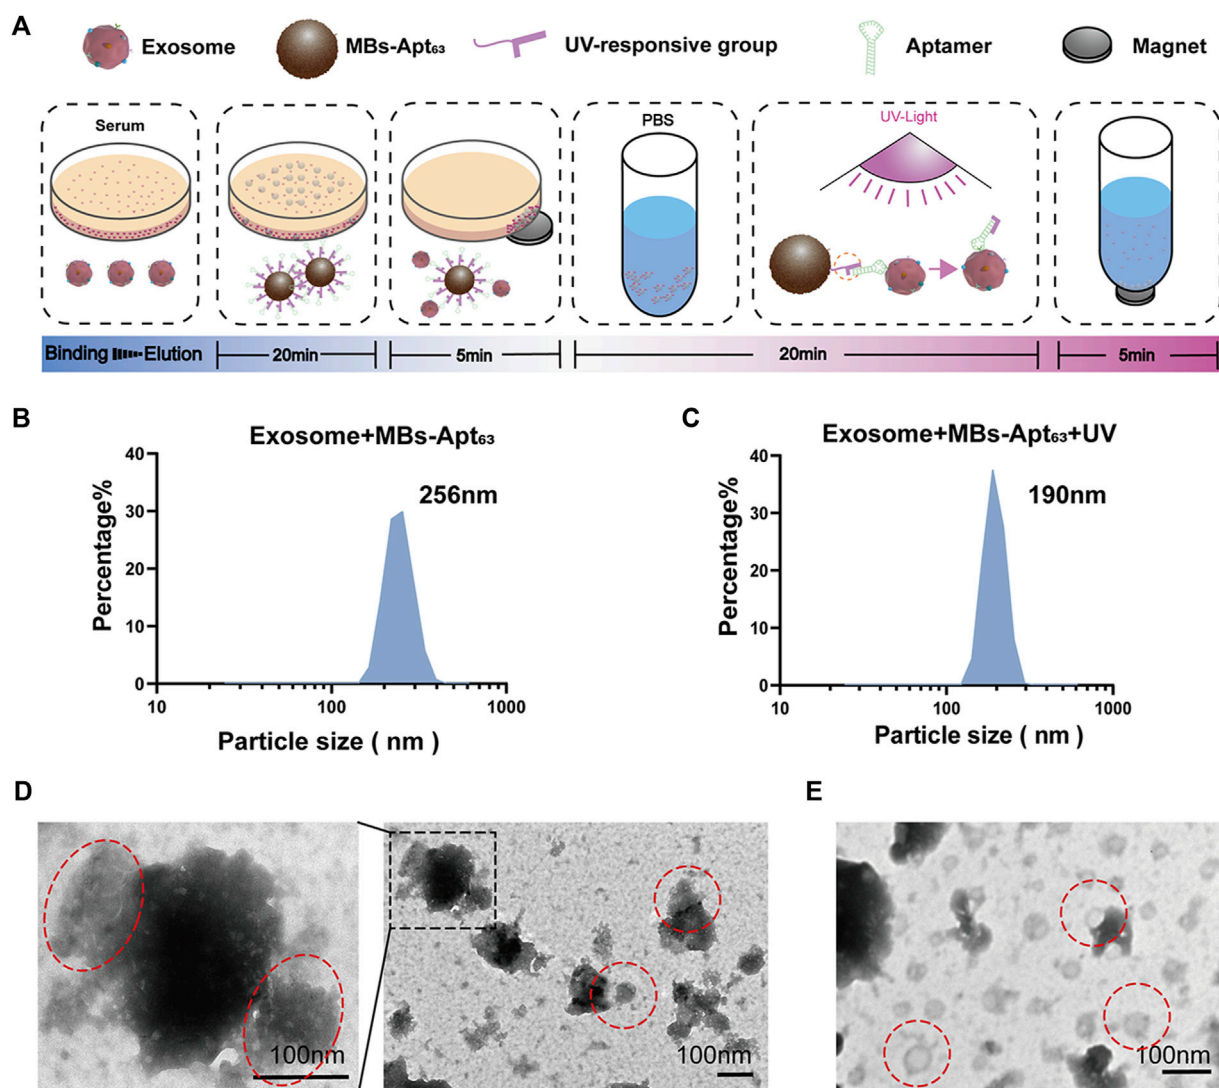 A
Exosome
MBs-Apt₆₃
UV-responsive group
Aptamer
Magnet
Serum
PBS
UV-Light
Binding
Elution
20min
5min
20min
5min
B
Exosome+MBs-Apt₆₃
256nm
Percentage%
40
30
20
10
0
10
100
1000
Particle size ( nm )
C
Exosome+MBs-Apt₆₃+UV
190nm
Percentage%
40
30
20
10
0
10
100
1000
Particle size ( nm )
D
100nm
100nm
E
100nm